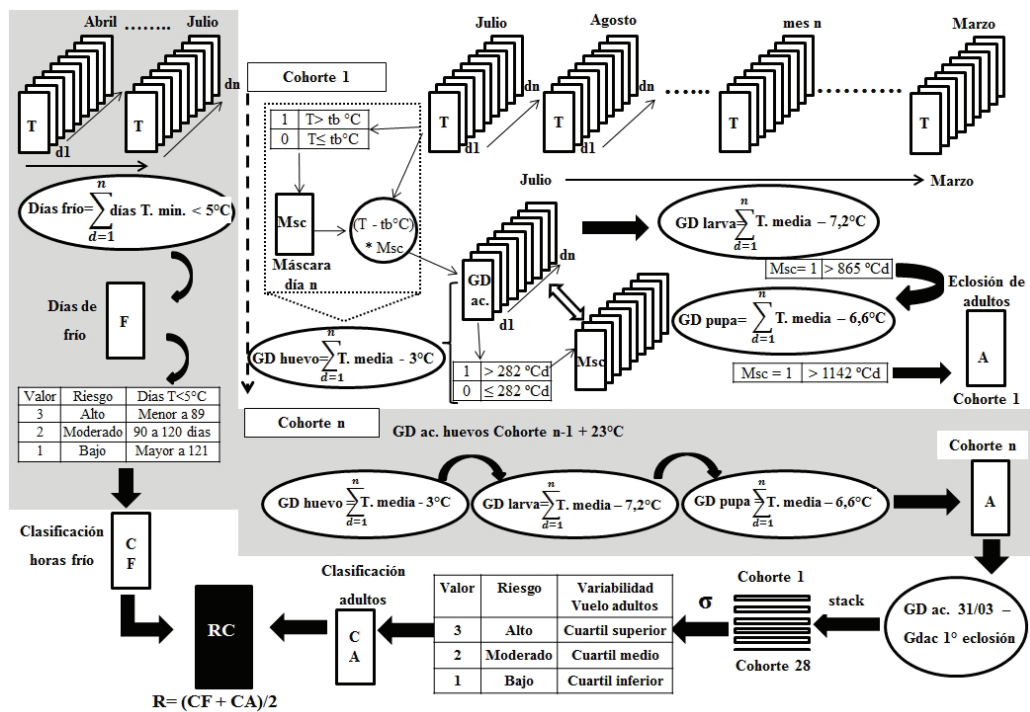 Abril ........ Julio
T
T
dn
d1
Días frío=∑ n d=1 días T. min. < 5°C
Días de
frío
F
Valor Riesgo Dias T<5°C
3 Alto Menor a 89
2 Moderado 90 a 120 dias
1 Bajo Mayor a 121
Clasificación
horas frío
C
F
Cohorte 1
Julio
Agosto
mes n
Marzo
T
dn
d1
T
dn
d1
......
T
............
T
Julio
Marzo
1 T> tb °C
0 T≤ tb°C
Msc
Máscara
día n
(T - tb°C)
* Msc
GD huevo=∑ n d=1 T. media - 3°C
GD
ac.
dn
d1
1 > 282 °Cd
0 ≤ 282 °Cd
Msc
GD larva=∑ n d=1 T. media – 7,2°C
Msc= 1 > 865 °Cd
GD pupa= ∑ n d=1 T. media – 6,6°C
Msc = 1 > 1142 °Cd
Eclosión de
adultos
A
Cohorte 1
Cohorte n
GD ac. huevos Cohorte n-1 + 23°C
GD huevo=∑ n d=1 T. media - 3°C
GD larva=∑ n d=1 T. media – 7,2°C
GD pupa=∑ n d=1 T. media – 6,6°C
Cohorte n
A
GD ac. 31/03 –
Gdac 1° eclosión
stack
Cohorte 1
Cohorte 28
σ
Valor Riesgo Variabilidad
Vuelo adultos
3 Alto Cuartil superior
2 Moderado Cuartil medio
1 Bajo Cuartil inferior
Clasificación
adultos
C
A
RC
R= (CF + CA)/2